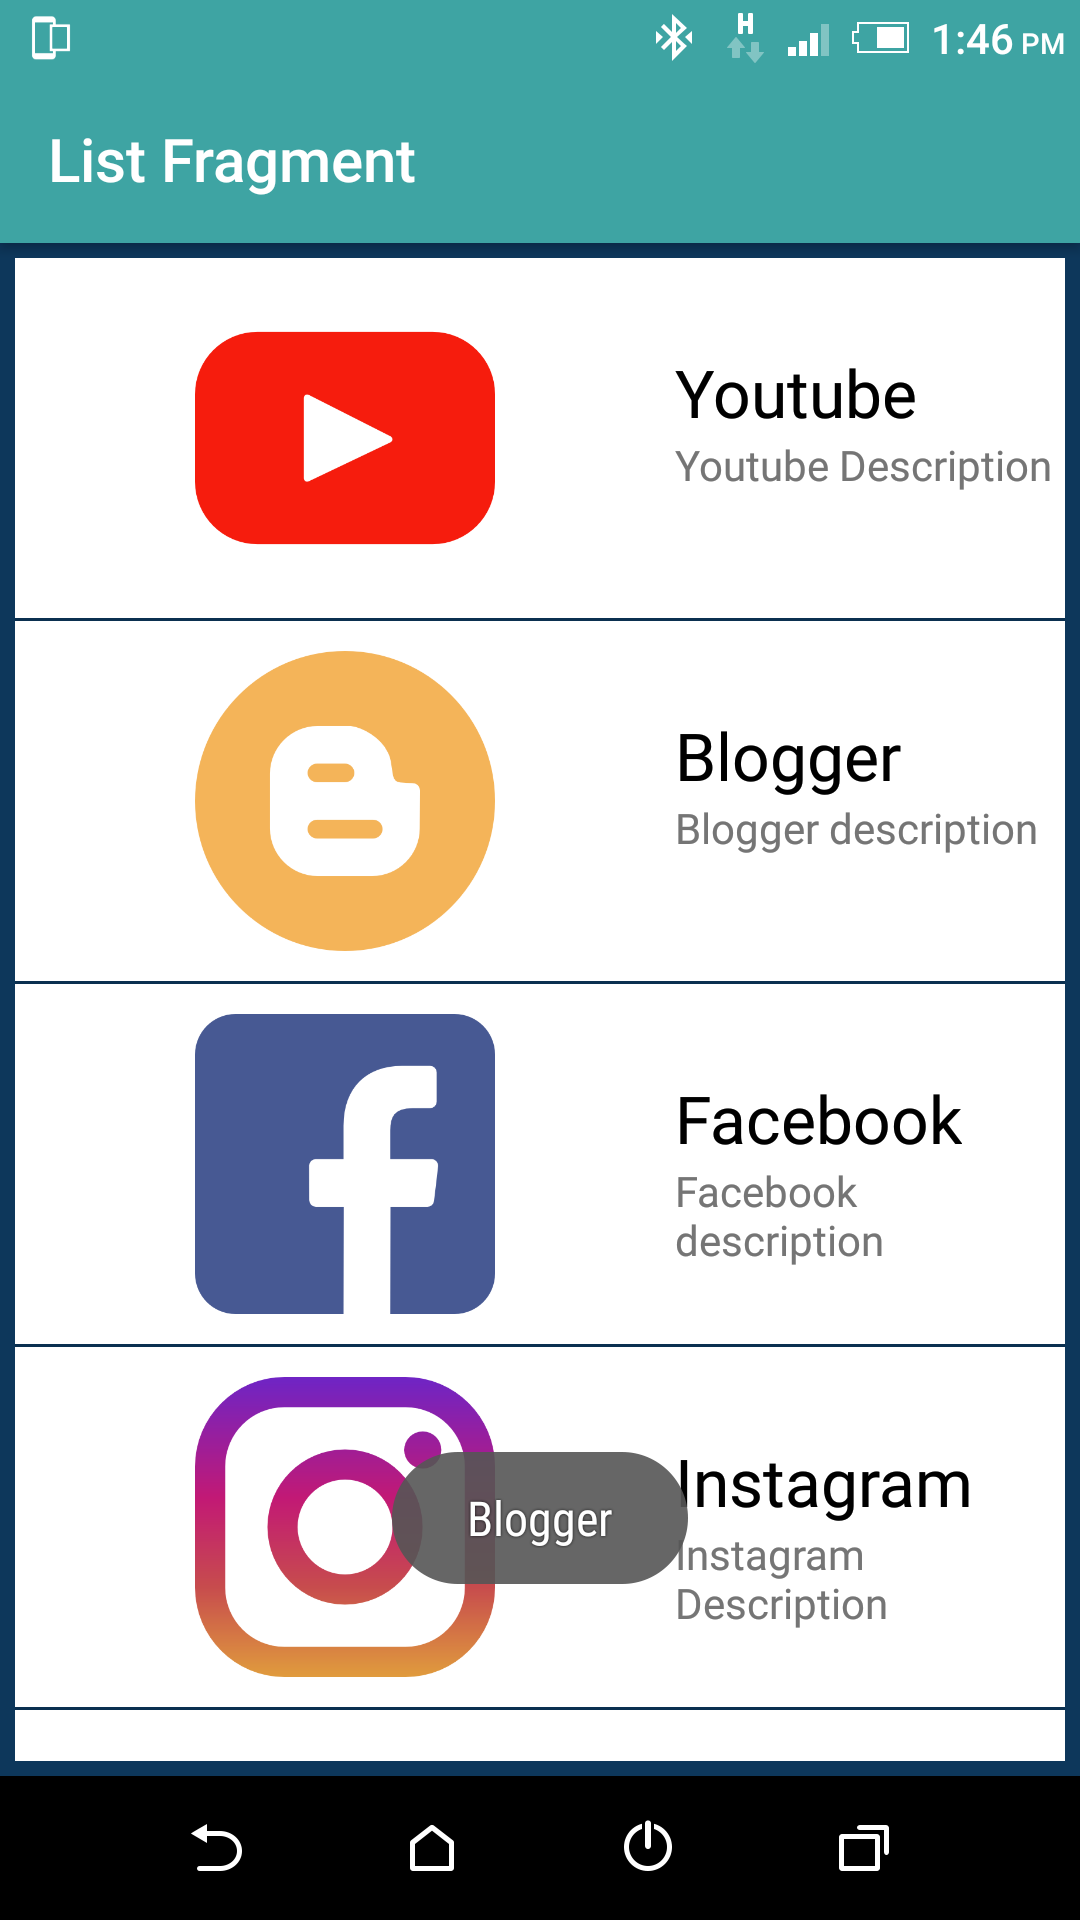 H
1:46 PM
List Fragment
Youtube
Youtube Description
Blogger
Blogger description
Facebook
Facebook
description
Instagram
Blogger
Instagram
Description